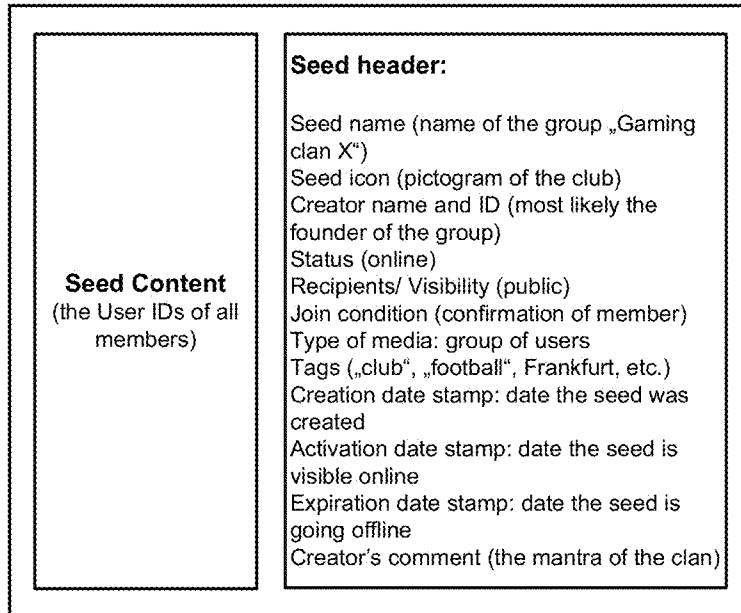 Seed Content
(the User IDs of all
members)
Seed header:
Seed name (name of the group „Gaming
clan X“)
Seed icon (pictogram of the club)
Creator name and ID (most likely the
founder of the group)
Status (online)
Recipients/ Visibility (public)
Join condition (confirmation of member)
Type of media: group of users
Tags („club“, „football“, Frankfurt, etc.)
Creation date stamp: date the seed was
created
Activation date stamp: date the seed is
visible online
Expiration date stamp: date the seed is
going offline
Creator's comment (the mantra of the clan)